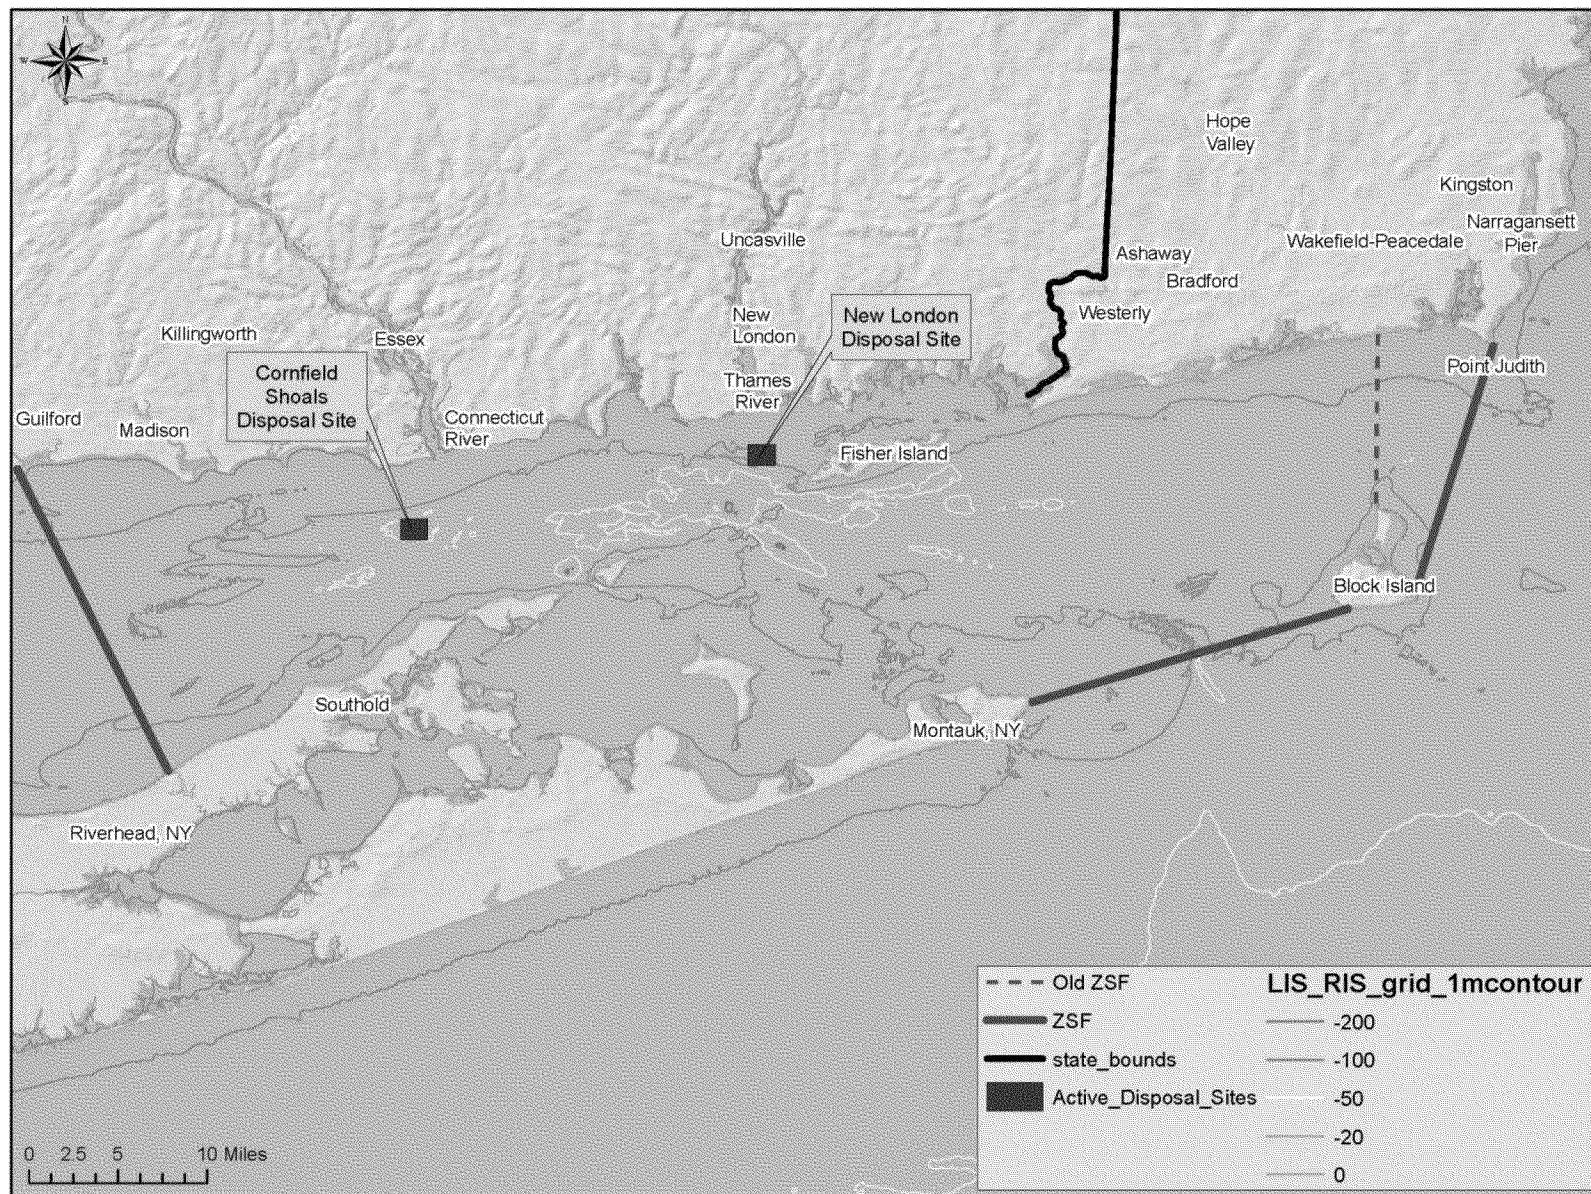 N
W
E
S
Hope
Valley
Kingston
Narragansett
Pier
Uncasville
Wakefield-Peacedale
Ashaway
Bradford
Killingworth
Essex
New
London
New London
Disposal Site
Westerly
Cornfield
Shoals
Disposal Site
Thames
River
Point Judith
Guilford
Madison
Connecticut
River
Fisher Island
Block Island
Southold
Montauk, NY
Riverhead, NY
Old ZSF
ZSF
state_bounds
Active_Disposal_Sites
LIS_RIS_grid_1mcontour
-200
-100
-50
-20
0
0 2.5 5 10 Miles